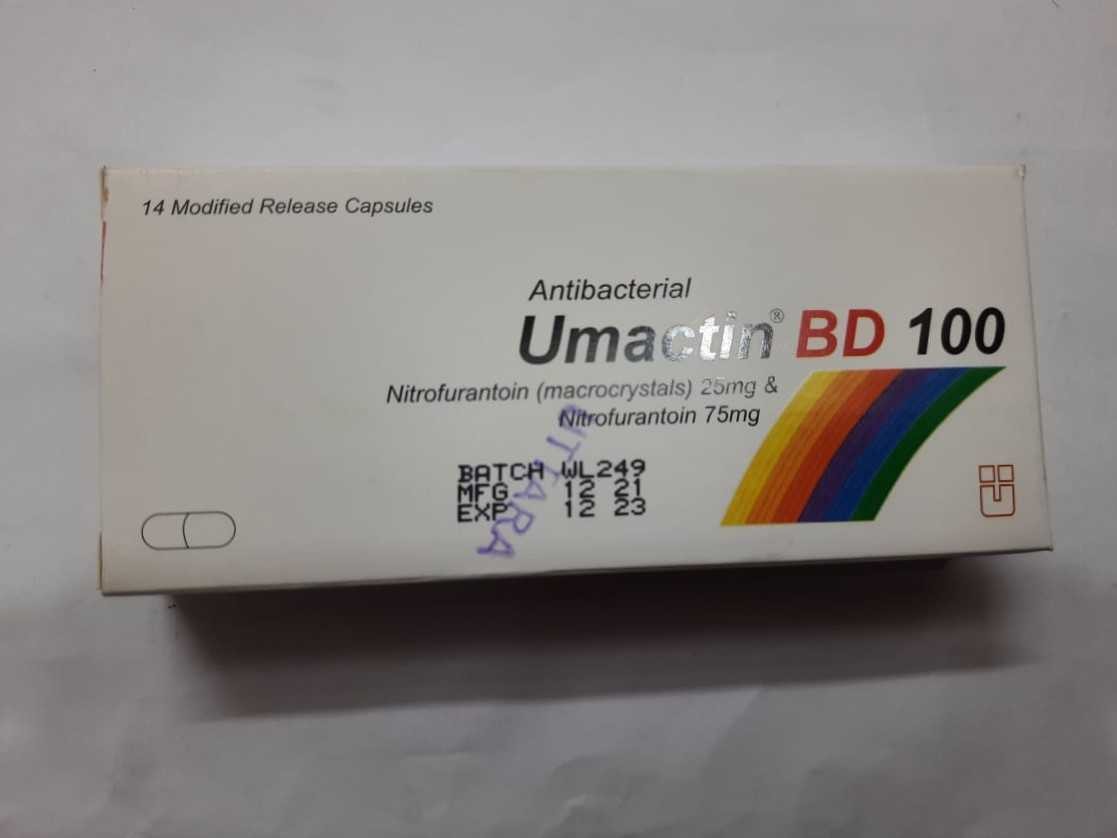 14 Modified Release Capsules
Antibacterial
Umactin® BD 100
Nitrofurantoin (macrocrystals) 25mg &
Nitrofurantoin 75mg
BATCH WL249
MFG 12 21
EXP 12 23
UTTARA